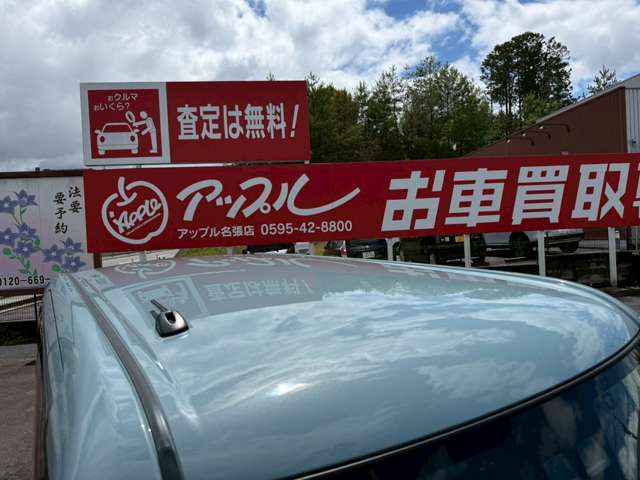 おクルマ
おいくら?
査定は無料!
Apple
アップル
アップル名張店 0595-42-8800
お車買取
法要
要予約
0120-669-